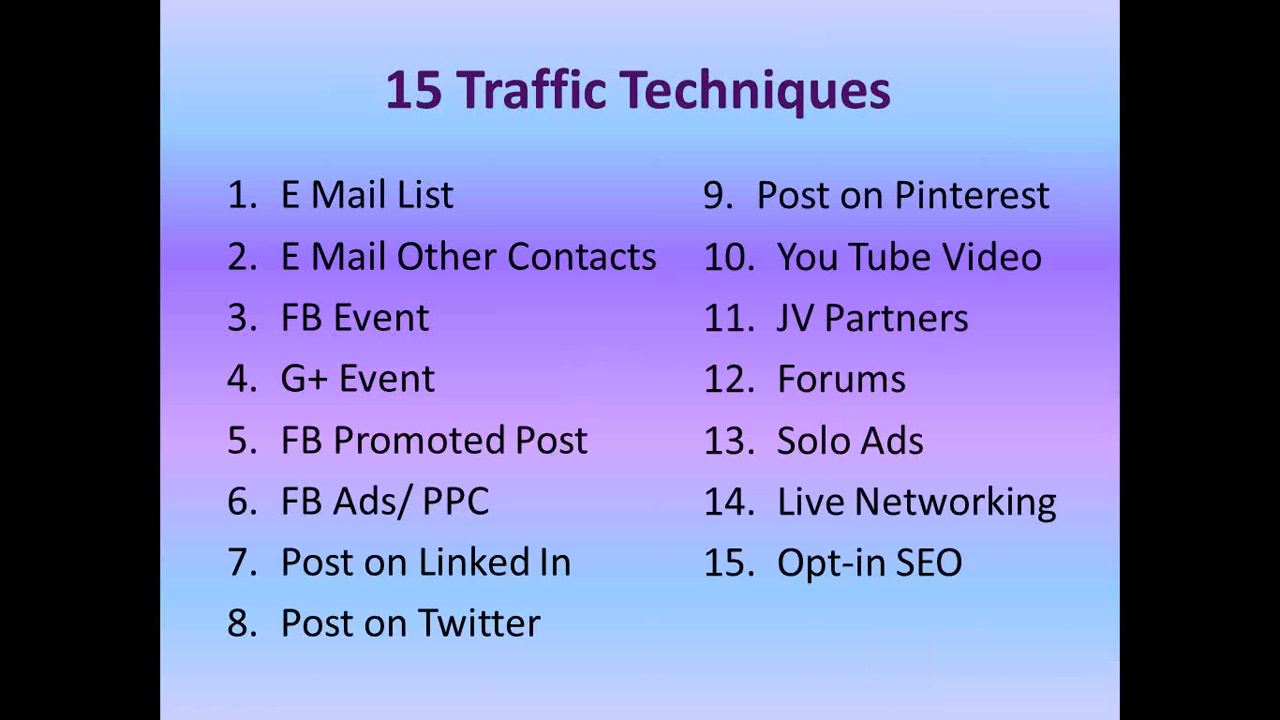 15 Traffic Techniques
1. E Mail List
2. E Mail Other Contacts
3. FB Event
4. G+ Event
5. FB Promoted Post
6. FB Ads/ PPC
7. Post on Linked In
8. Post on Twitter
9. Post on Pinterest
10. You Tube Video
11. JV Partners
12. Forums
13. Solo Ads
14. Live Networking
15. Opt-in SEO